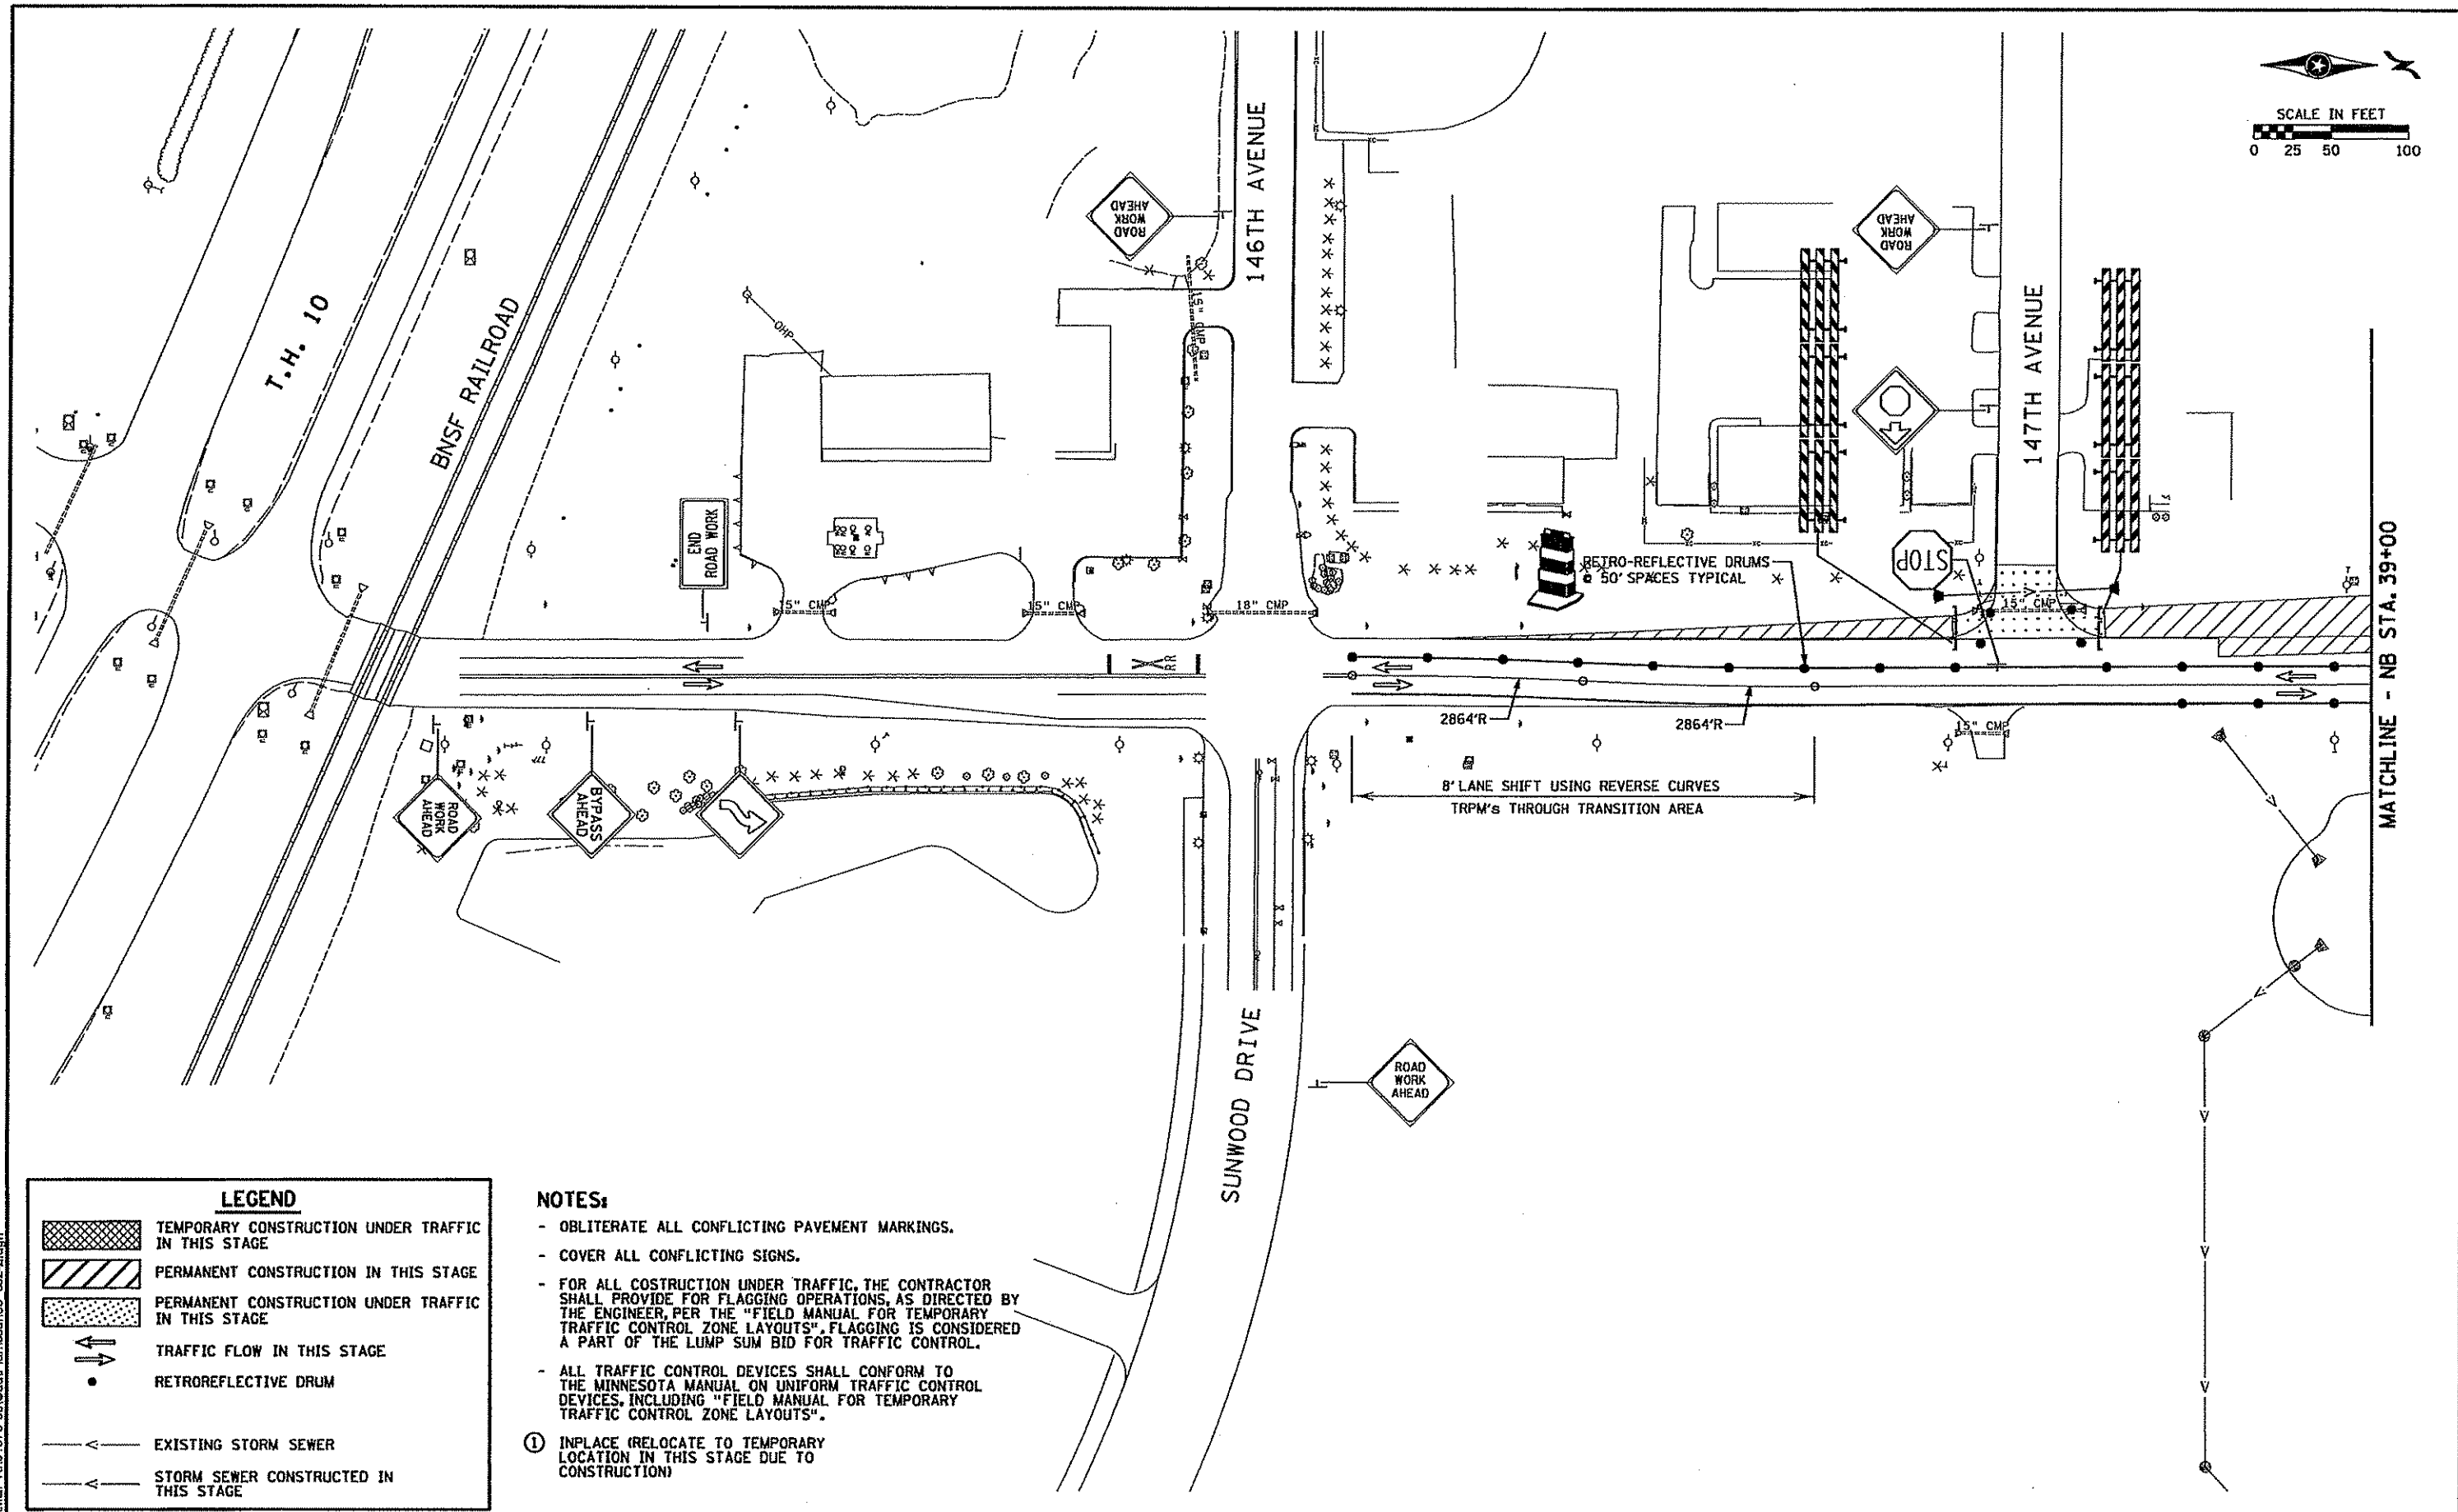 SCALE IN FEET
0 25 50 100
T.H. 10
BNSF RAILROAD
146TH AVENUE
147TH AVENUE
ROAD
WORK
AHEAD
ROAD
WORK
AHEAD
OHP
15" CMP
END
ROAD WORK
RETRO-REFLECTIVE DRUMS
@ 50' SPACES TYPICAL
STOP
15" CMP
15" CMP
18" CMP
15" CMP
RR
2864'R
2864'R
15" CMP
8' LANE SHIFT USING REVERSE CURVES
TRPM's THROUGH TRANSITION AREA
MATCHLINE - NB STA. 39+00
ROAD
WORK
AHEAD
BYPASS
AHEAD
SUNWOOD DRIVE
ROAD
WORK
AHEAD
LEGEND
TEMPORARY CONSTRUCTION UNDER TRAFFIC
IN THIS STAGE
PERMANENT CONSTRUCTION IN THIS STAGE
PERMANENT CONSTRUCTION UNDER TRAFFIC
IN THIS STAGE
TRAFFIC FLOW IN THIS STAGE
RETROREFLECTIVE DRUM
EXISTING STORM SEWER
STORM SEWER CONSTRUCTED IN
THIS STAGE
NOTES:
- OBLITERATE ALL CONFLICTING PAVEMENT MARKINGS.
- COVER ALL CONFLICTING SIGNS.
- FOR ALL COSTRUCTION UNDER TRAFFIC, THE CONTRACTOR
SHALL PROVIDE FOR FLAGGING OPERATIONS, AS DIRECTED BY
THE ENGINEER, PER THE "FIELD MANUAL FOR TEMPORARY
TRAFFIC CONTROL ZONE LAYOUTS". FLAGGING IS CONSIDERED
A PART OF THE LUMP SUM BID FOR TRAFFIC CONTROL.
- ALL TRAFFIC CONTROL DEVICES SHALL CONFORM TO
THE MINNESOTA MANUAL ON UNIFORM TRAFFIC CONTROL
DEVICES, INCLUDING "FIELD MANUAL FOR TEMPORARY
TRAFFIC CONTROL ZONE LAYOUTS".
① INPLACE (RELOCATE TO TEMPORARY
LOCATION IN THIS STAGE DUE TO
CONSTRUCTION)